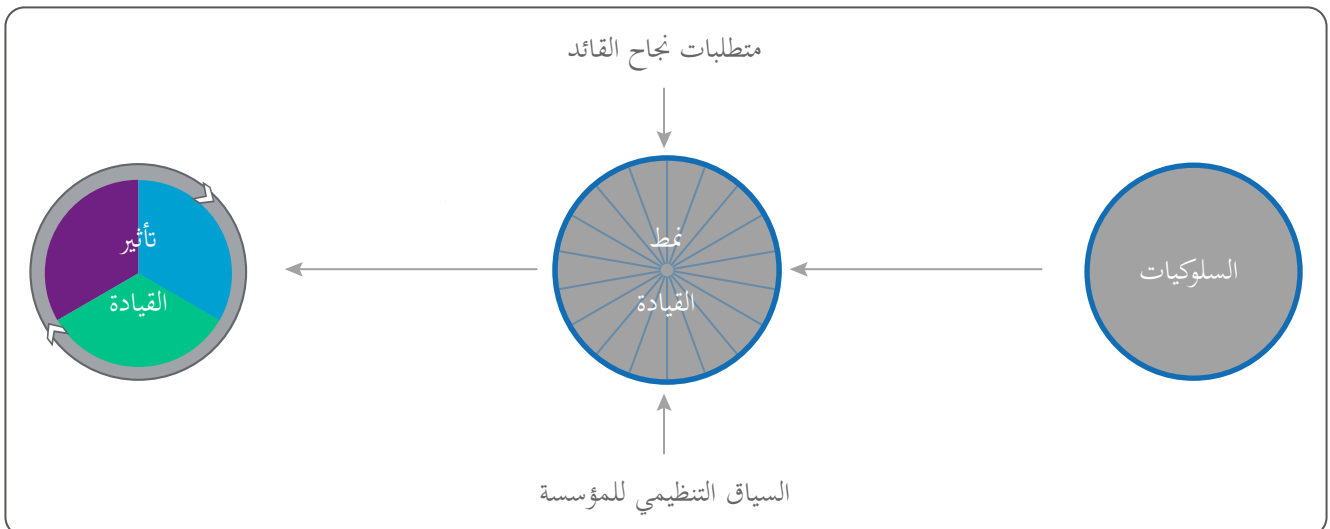 متطلبات نجاح القائد
السلوكيات
نمط
القيادة
تأثير
القيادة
السياق التنظيمي للمؤسسة